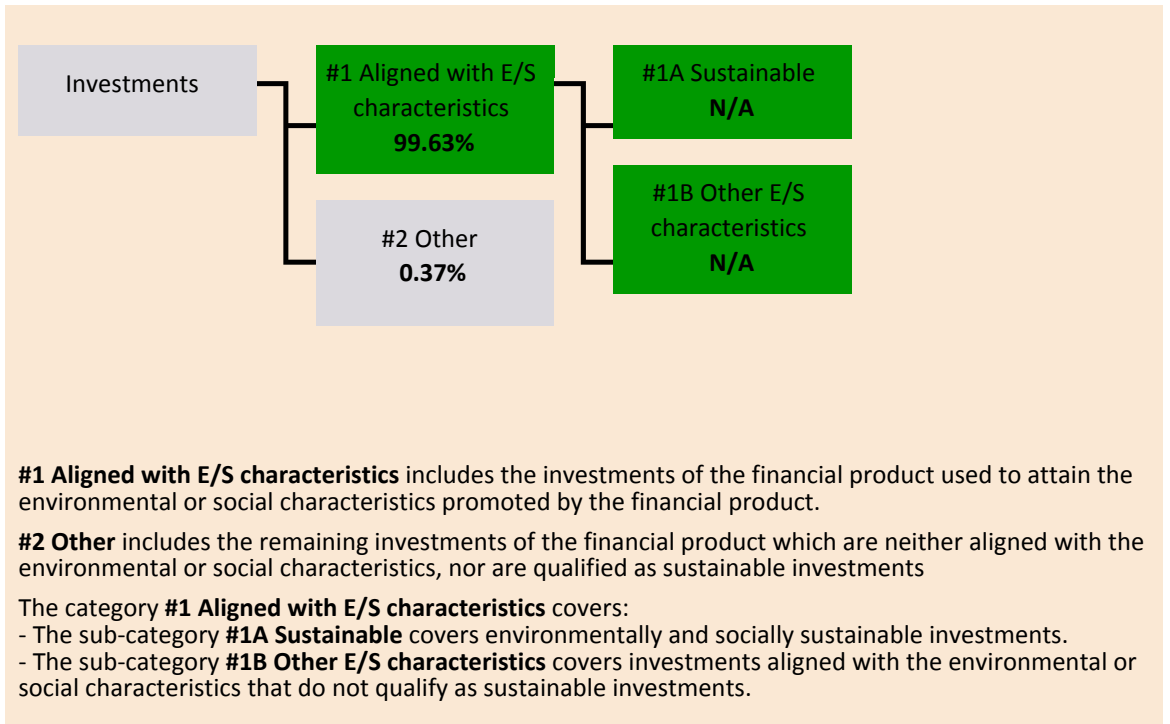 Investments
#1 Aligned with E/S
characteristics
99.63%
#2 Other
0.37%
#1A Sustainable
N/A
#1B Other E/S
characteristics
N/A
#1 Aligned with E/S characteristics includes the investments of the financial product used to attain the
environmental or social characteristics promoted by the financial product.
#2 Other includes the remaining investments of the financial product which are neither aligned with the
environmental or social characteristics, nor are qualified as sustainable investments
The category #1 Aligned with E/S characteristics covers:
- The sub-category #1A Sustainable covers environmentally and socially sustainable investments.
- The sub-category #1B Other E/S characteristics covers investments aligned with the environmental or
social characteristics that do not qualify as sustainable investments.